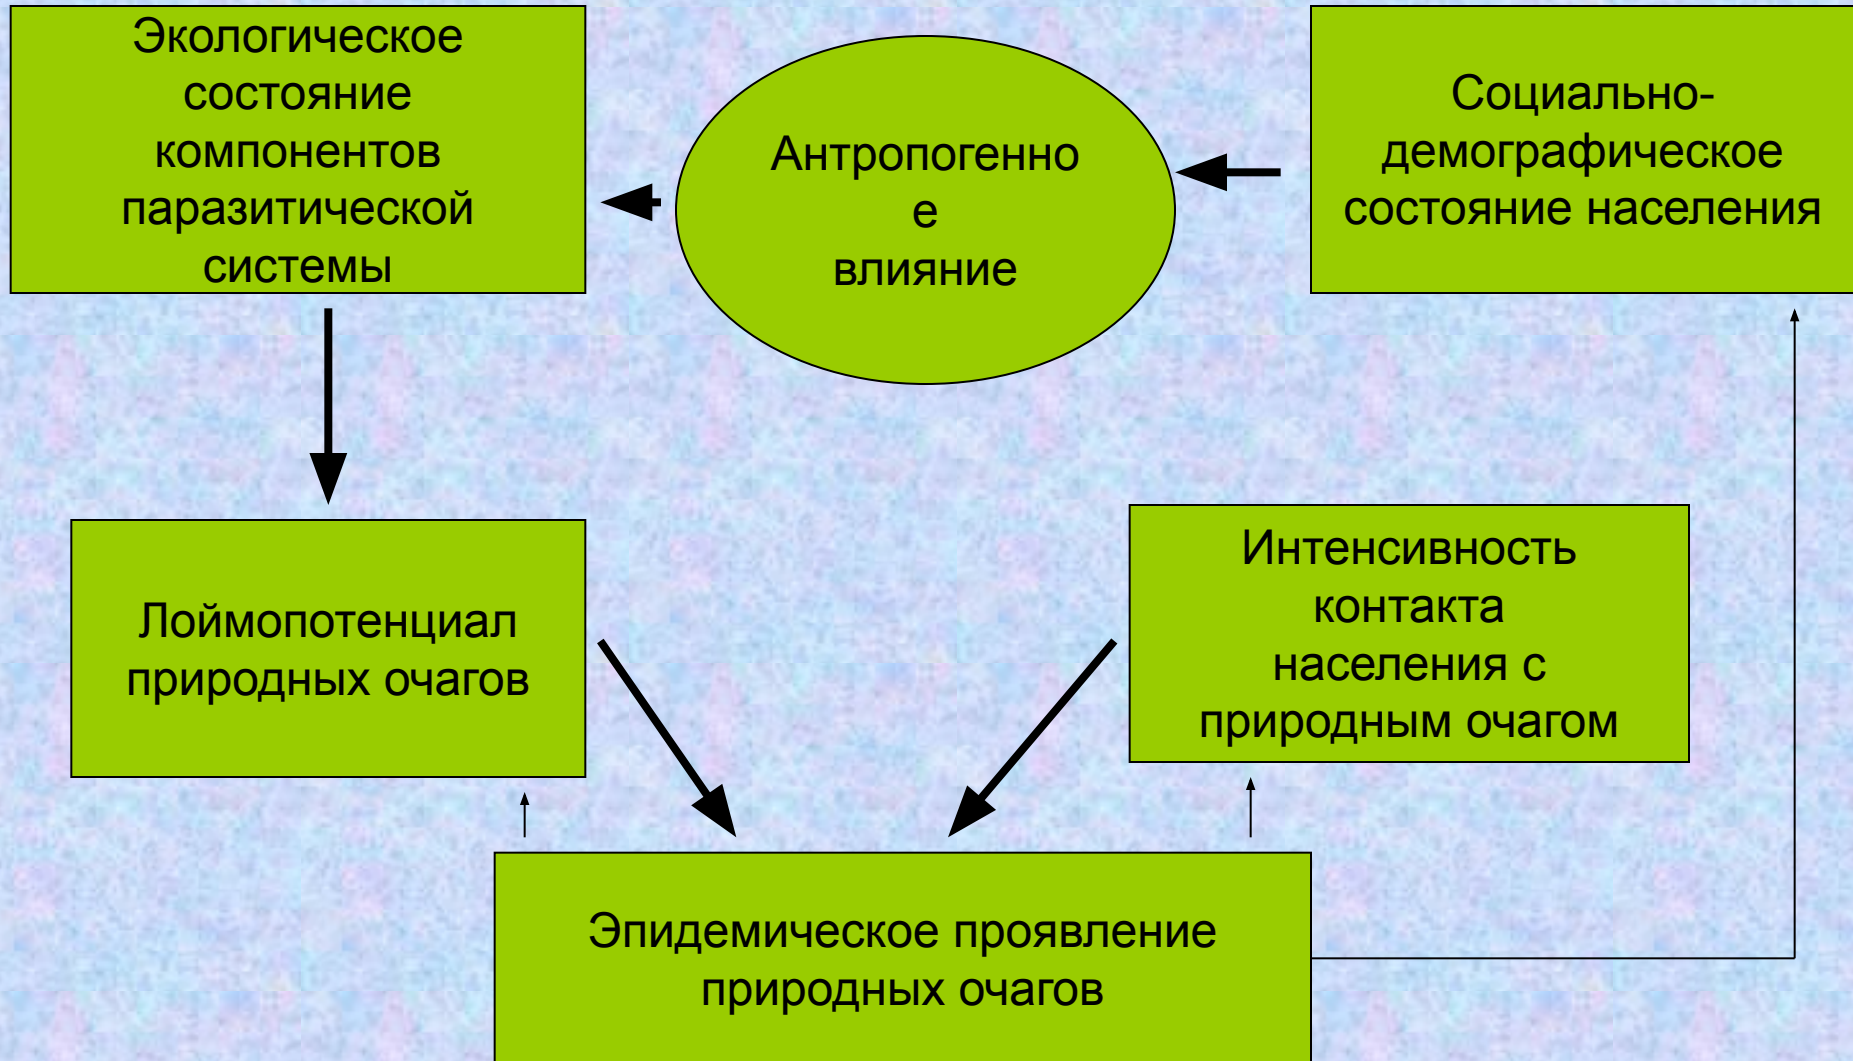 Экологическое
состояние
компонентов
паразитической
системы
Антропогенно
е
влияние
Социально-
демографическое
состояние населения
Лоймопотенциал
природных очагов
Интенсивность
контакта
населения с
природным очагом
Эпидемическое проявление
природных очагов